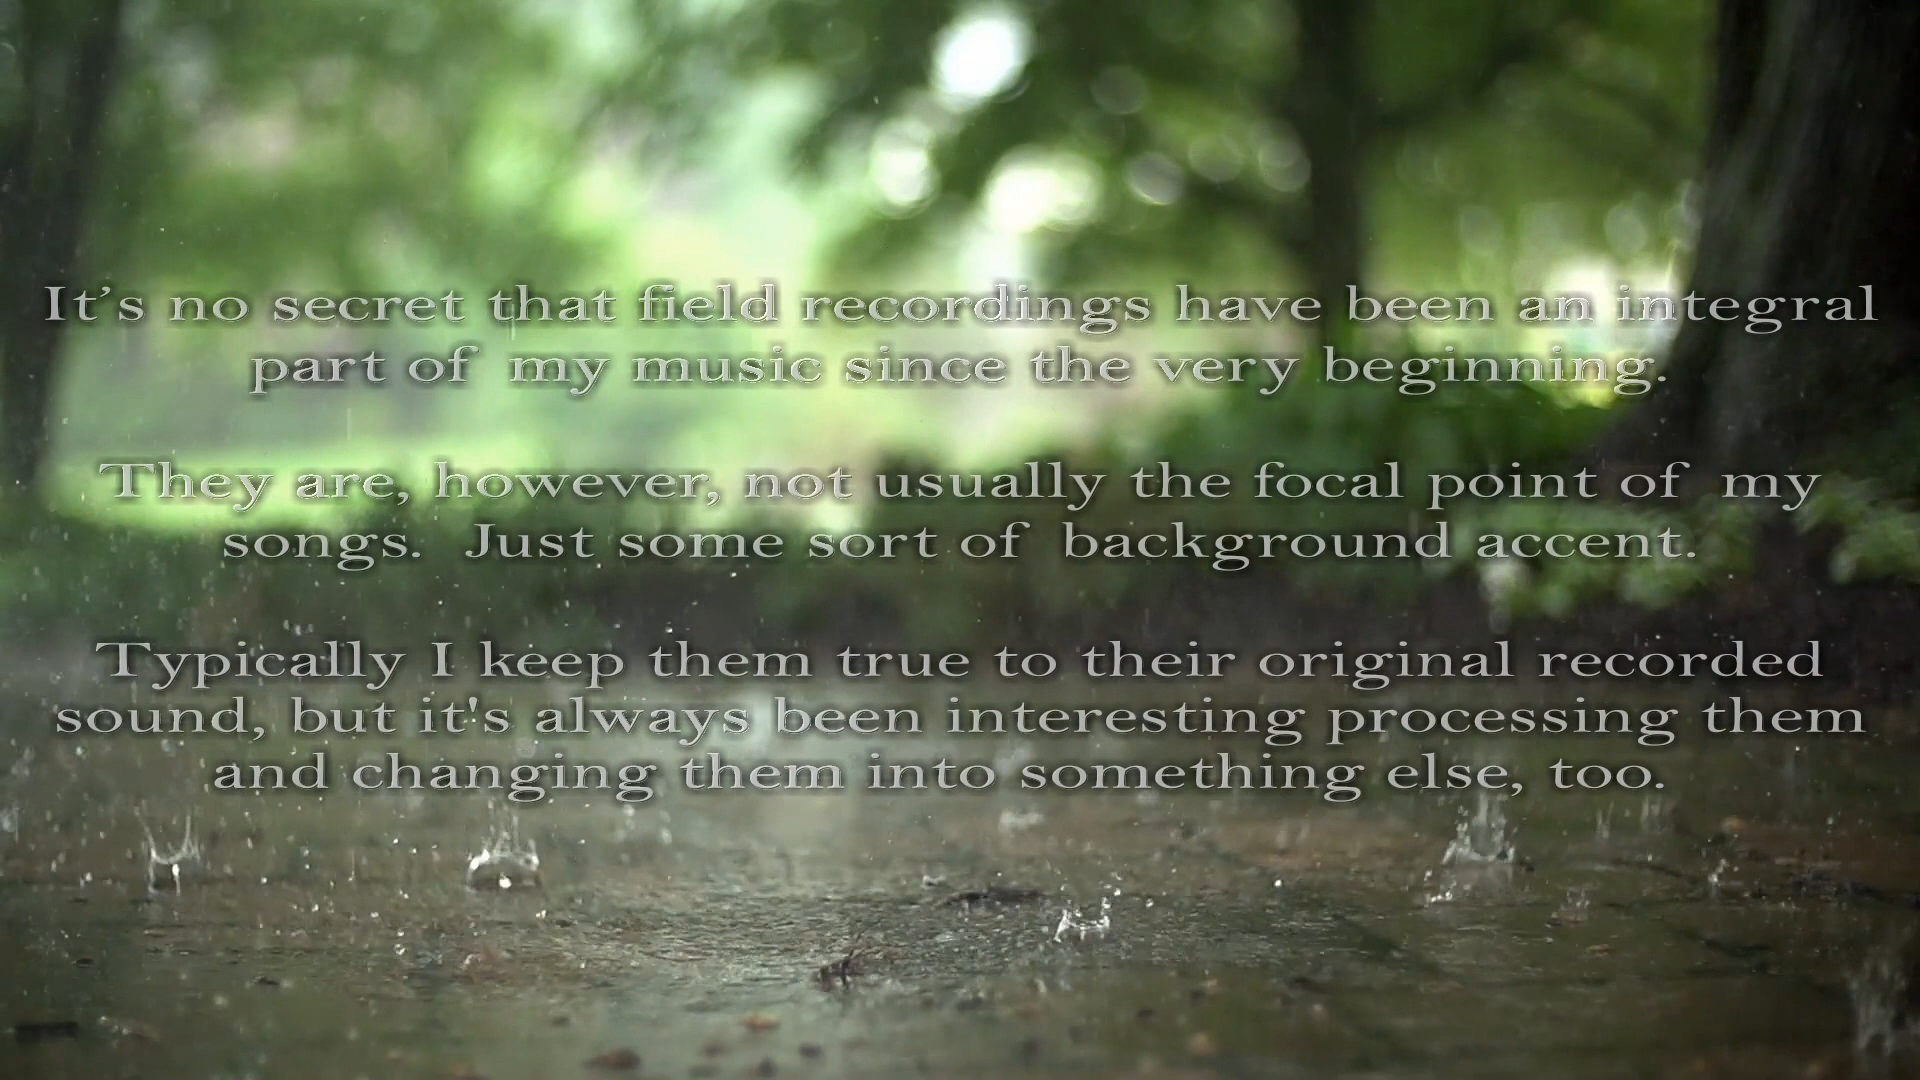 It’s no secret that field recordings have been an integral
part of my music since the very beginning.
They are, however, not usually the focal point of my
songs. Just some sort of background accent.
Typically I keep them true to their original recorded
sound, but it's always been interesting processing them
and changing them into something else, too.